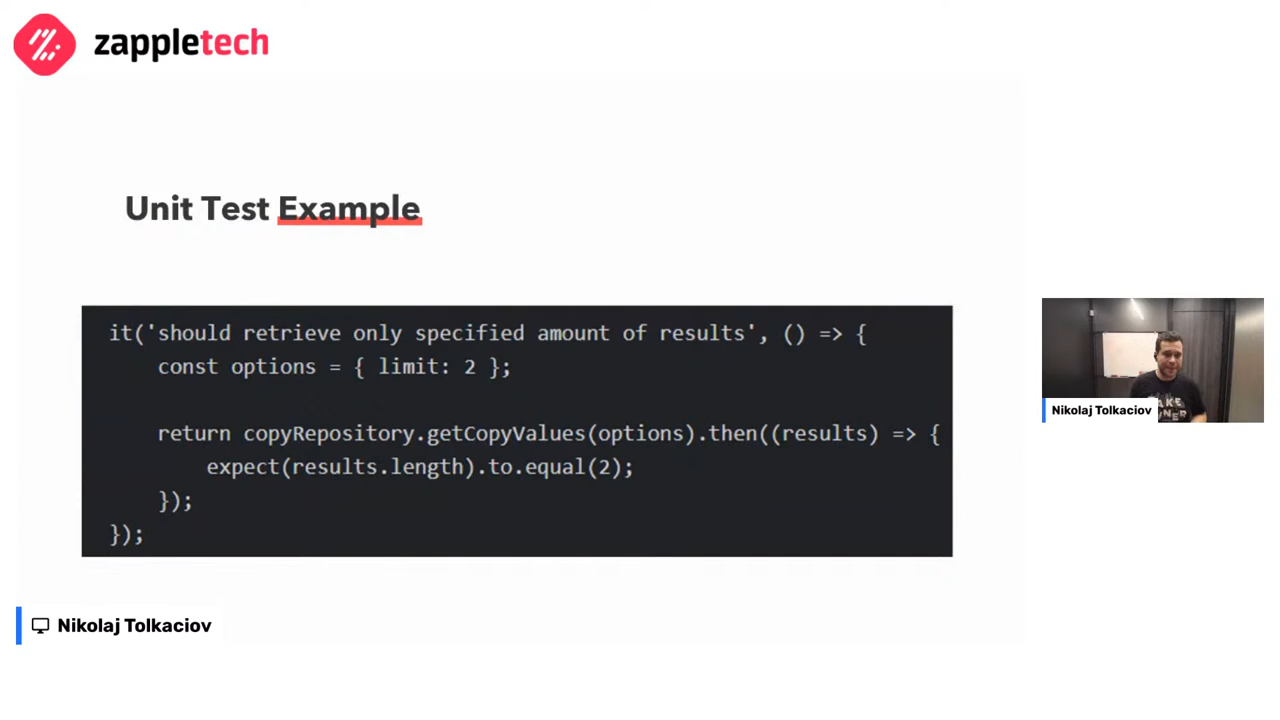 zappletech
Unit Test Example
it('should retrieve only specified amount of results', () => {
const options = { limit: 2 };
return copyRepository.getCopyValues(options).then((results) => {
expect(results.length).to.equal(2);
});
});
Nikolaj Tolkaciov
Nikolaj Tolkaciov